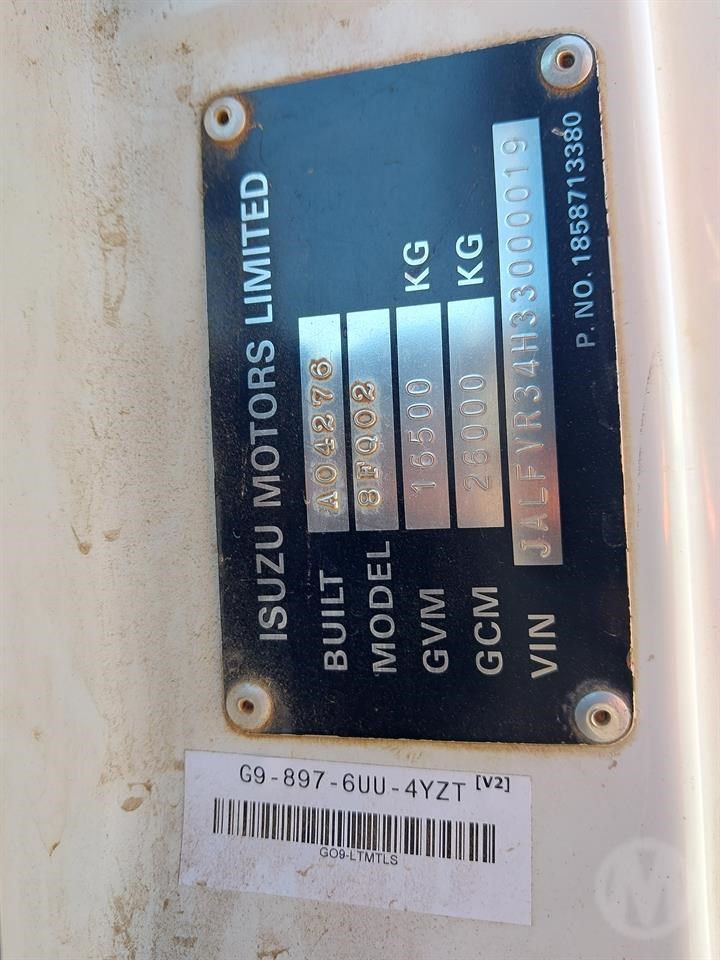 ISUZU MOTORS LIMITED
BUILT A04276
MODEL 8FQ02
GVM 16500 KG
GCM 26000 KG
VIN JALFVR34H33000019
P. NO. 1858713380
G9-897-6UU-4YZT [V2]
GO9-LTMTLS
M